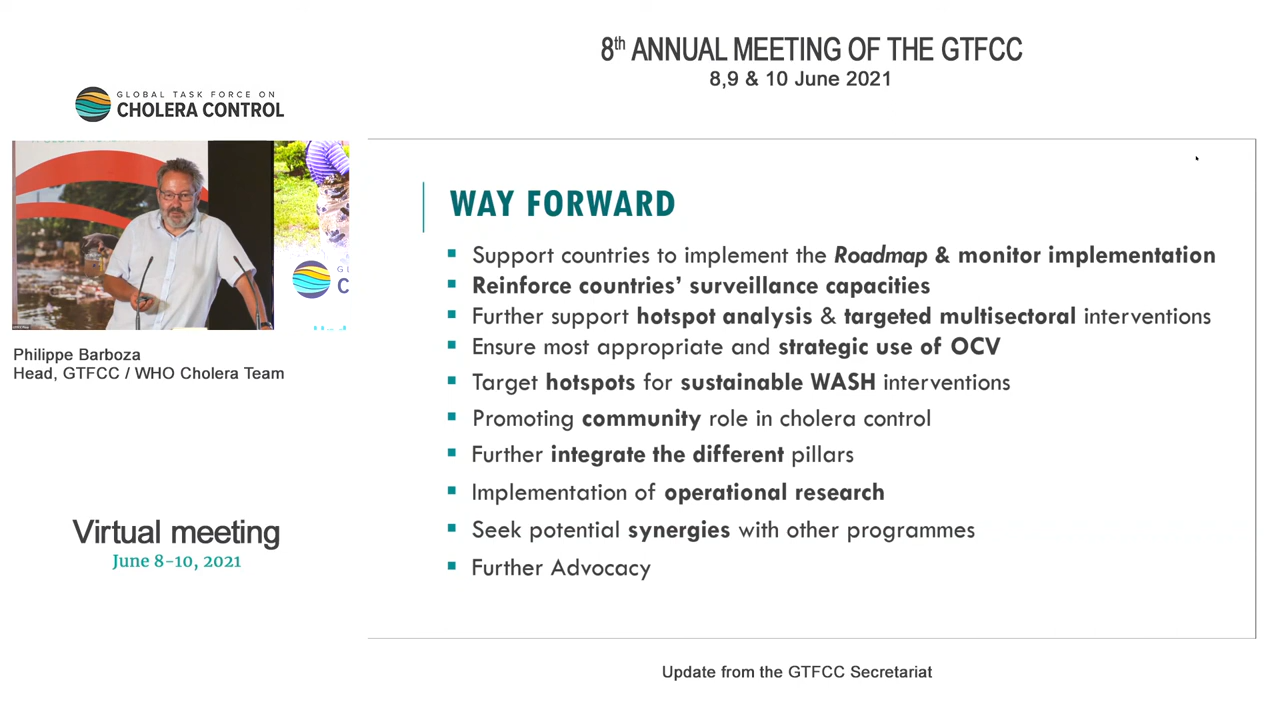 8th ANNUAL MEETING OF THE GTFCC
8,9 & 10 June 2021
GLOBAL TASK FORCE ON
CHOLERA CONTROL
Philippe Barboza
Head, GTFCC / WHO Cholera Team
Virtual meeting
June 8-10, 2021
WAY FORWARD
▪ Support countries to implement the Roadmap & monitor implementation
▪ Reinforce countries’ surveillance capacities
▪ Further support hotspot analysis & targeted multisectoral interventions
▪ Ensure most appropriate and strategic use of OCV
▪ Target hotspots for sustainable WASH interventions
▪ Promoting community role in cholera control
▪ Further integrate the different pillars
▪ Implementation of operational research
▪ Seek potential synergies with other programmes
▪ Further Advocacy
Update from the GTFCC Secretariat